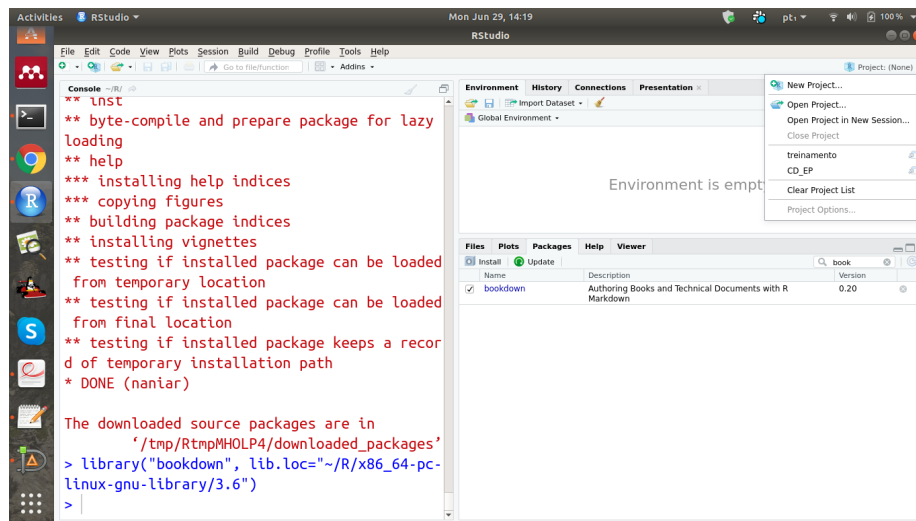 Activities RStudio Mon Jun 29, 14:19 pt₁ 100 %
RStudio
File Edit Code View Plots Session Build Debug Profile Tools Help
Go to file/function Addins Project: (None)
Console ~/R/
** inst
** byte-compile and prepare package for lazy
loading
** help
*** installing help indices
*** copying figures
** building package indices
** installing vignettes
** testing if installed package can be loaded
from temporary location
** testing if installed package can be loaded
from final location
** testing if installed package keeps a recor
d of temporary installation path
* DONE (naniar)
The downloaded source packages are in
‘/tmp/RtmpMHOLP4/downloaded_packages’
> library("bookdown", lib.loc="~/R/x86_64-pc-
linux-gnu-library/3.6")
>
Environment History Connections Presentation
Import Dataset
Global Environment
Environment is empt
New Project...
Open Project...
Open Project in New Session...
Close Project
treinamento
CD_EP
Clear Project List
Project Options...
Files Plots Packages Help Viewer
Install Update book
Name Description Version
bookdown Authoring Books and Technical Documents with R 0.20
Markdown